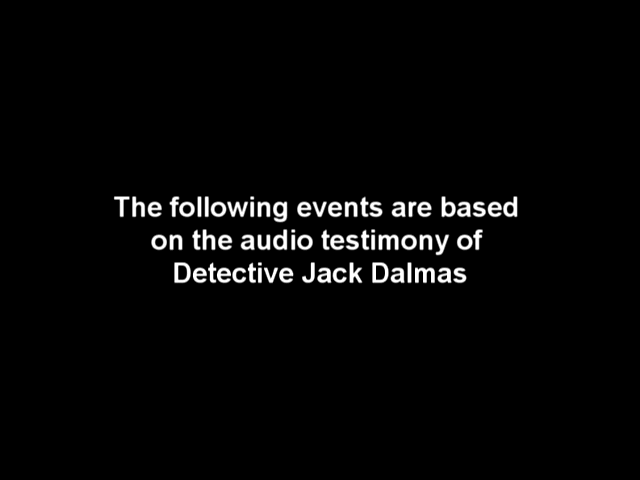 The following events are based
on the audio testimony of
Detective Jack Dalmas